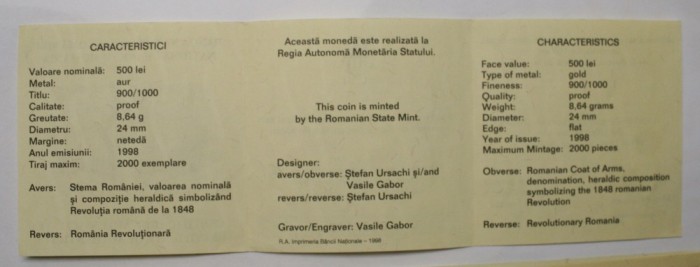 CARACTERISTICI
Valoare nominală: 500 lei
Metal: aur
Titlu: 900/1000
Calitate: proof
Greutate: 8,64 g
Diametru: 24 mm
Margine: netedă
Anul emisiunii: 1998
Tiraj maxim: 2000 exemplare
Avers: Stema României, valoarea nominală
şi compoziţie heraldică simbolizând
Revoluţia română de la 1848
Revers: România Revoluţionară
Această monedă este realizată la
Regia Autonomă Monetăria Statului.
This coin is minted
by the Romanian State Mint.
Designer:
avers/obverse: Ştefan Ursachi şi/and
Vasile Gabor
revers/reverse: Ştefan Ursachi
Gravor/Engraver: Vasile Gabor
R.A. Imprimeria Băncii Naţionale - 1998
CHARACTERISTICS
Face value: 500 lei
Type of metal: gold
Fineness: 900/1000
Quality: proof
Weight: 8,64 grams
Diameter: 24 mm
Edge: flat
Year of issue: 1998
Maximum Mintage: 2000 pieces
Obverse: Romanian Coat of Arms,
denomination, heraldic composition
symbolizing the 1848 romanian
Revolution
Reverse: Revolutionary Romania